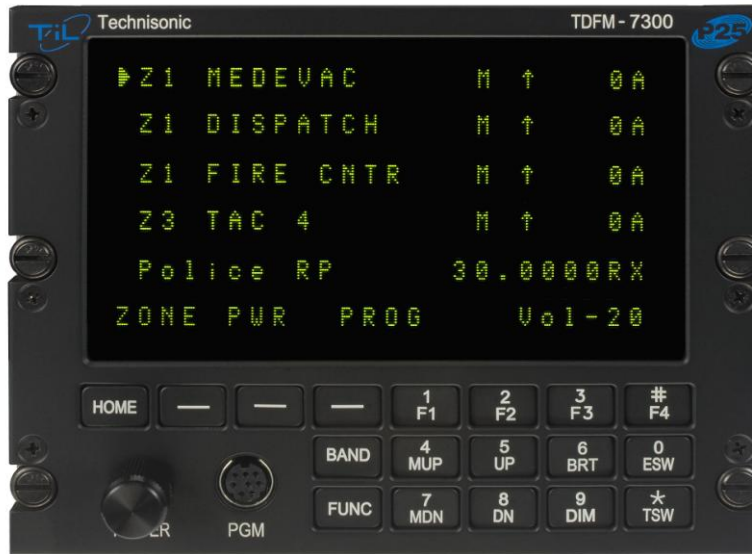 TiL Technisonic TDFM-7300 P25
Z1 MEDEVAC M ↑ 0A
Z1 DISPATCH M ↑ 0A
Z1 FIRE CNTR M ↑ 0A
Z3 TAC 4 M ↑ 0A
Police RP 30.0000RX
ZONE PWR PROG Vol-20
HOME — — — 1 2 3 #
F1 F2 F3 F4
BAND 4 5 6 0
MUP UP BRT ESW
FUNC 7 8 9 *
MDN DN DIM TSW
PGM